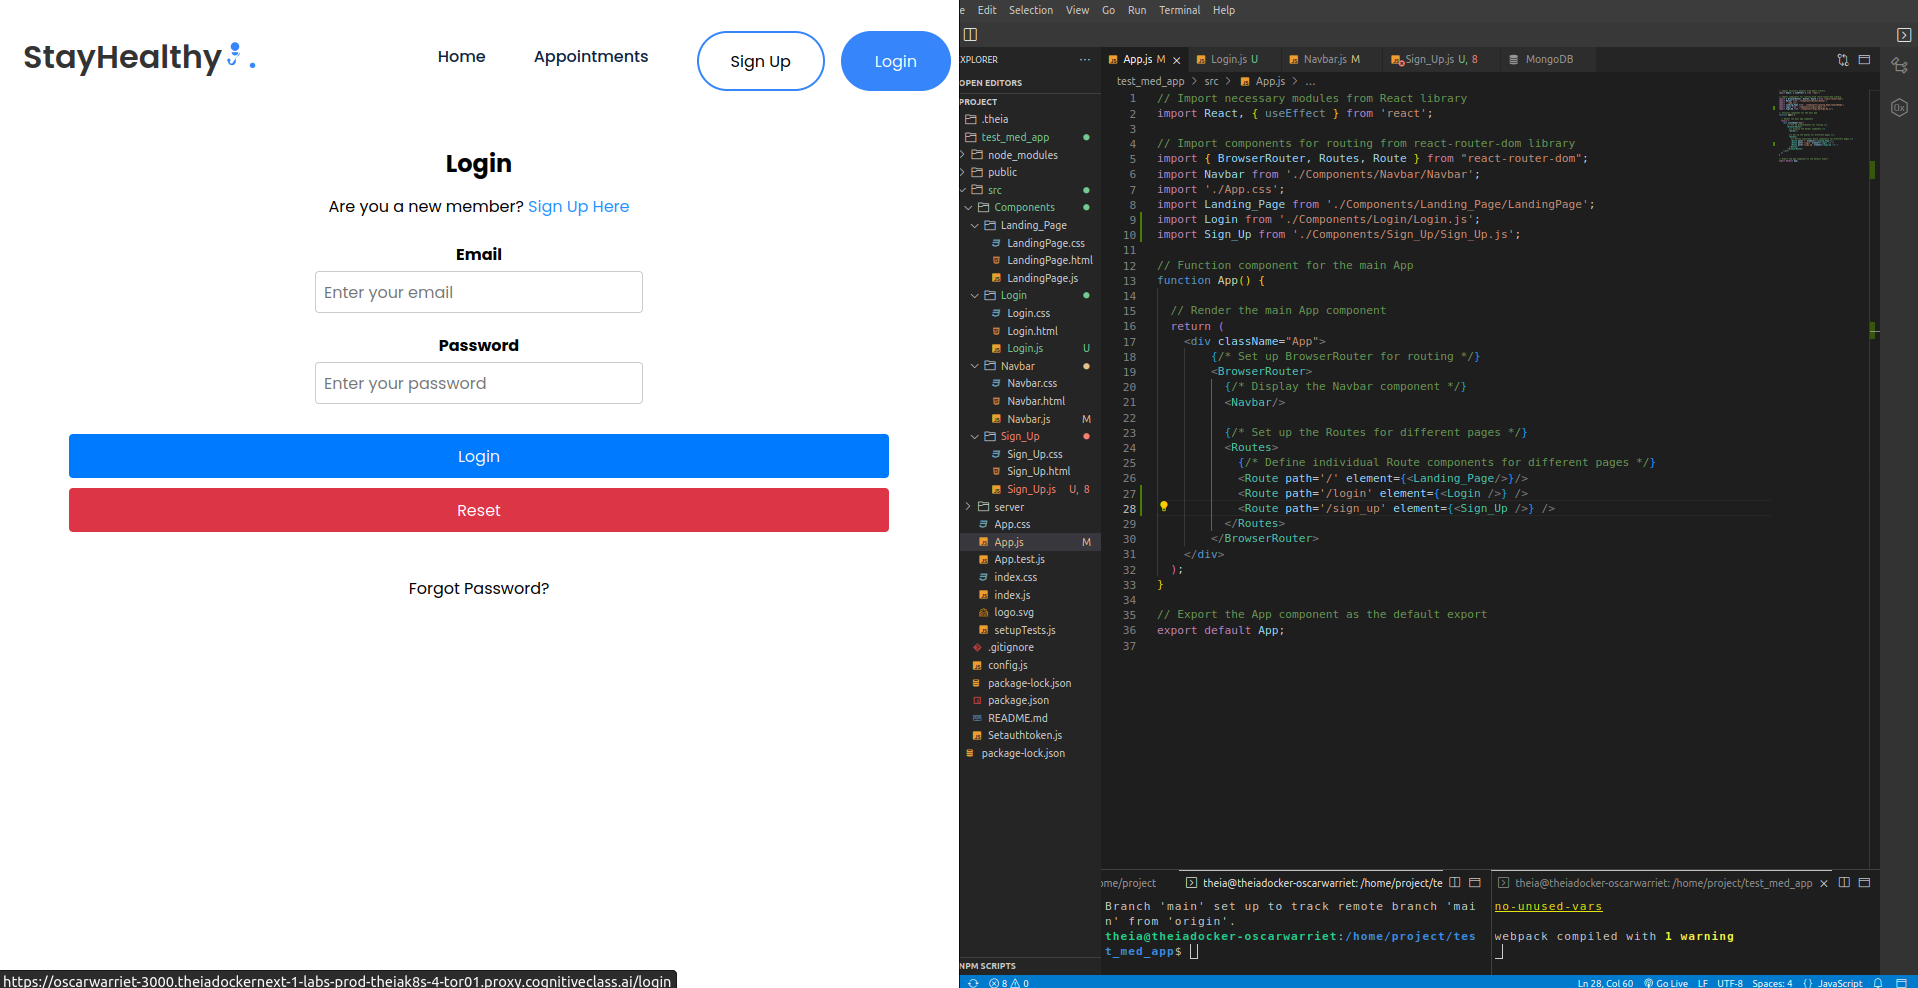 StayHealthy.
Home
Appointments
Sign Up
Login
Login
Are you a new member? Sign Up Here
Email
Enter your email
Password
Enter your password
Login
Reset
Forgot Password?
https://oscarwarriet-3000.theiadockernext-1-labs-prod-theiak8s-4-tor01.proxy.cognitiveclass.ai/login
e Edit Selection View Go Run Terminal Help
XPLORER ...
OPEN EDITORS
PROJECT
.theia
test_med_app
node_modules
public
src
Components
Landing_Page
LandingPage.css
LandingPage.html
LandingPage.js
Login
Login.css
Login.html
Login.js U
Navbar
Navbar.css
Navbar.html
Navbar.js M
Sign_Up
Sign_Up.css
Sign_Up.html
Sign_Up.js U, 8
server
App.css
App.js M
App.test.js
index.css
index.js
logo.svg
setupTests.js
.gitignore
config.js
package-lock.json
package.json
README.md
Setauthtoken.js
package-lock.json
NPM SCRIPTS
App.js M × Login.js U Navbar.js M Sign_Up.js U, 8 MongoDB
test_med_app > src > App.js > ...
1 // Import necessary modules from React library
2 import React, { useEffect } from 'react';
3
4 // Import components for routing from react-router-dom library
5 import { BrowserRouter, Routes, Route } from "react-router-dom";
6 import Navbar from './Components/Navbar/Navbar';
7 import './App.css';
8 import Landing_Page from './Components/Landing_Page/LandingPage';
9 import Login from './Components/Login/Login.js';
10 import Sign_Up from './Components/Sign_Up/Sign_Up.js';
11
12 // Function component for the main App
13 function App() {
14
15 // Render the main App component
16 return (
17 <div className="App">
18 {/* Set up BrowserRouter for routing */}
19 <BrowserRouter>
20 {/* Display the Navbar component */}
21 <Navbar/>
22
23 {/* Set up the Routes for different pages */}
24 <Routes>
25 {/* Define individual Route components for different pages */}
26 <Route path='/' element={<Landing_Page/>}/>
27 <Route path='/login' element={<Login />} />
28 <Route path='/sign_up' element={<Sign_Up />} />
29 </Routes>
30 </BrowserRouter>
31 </div>
32 );
33 }
34
35 // Export the App component as the default export
36 export default App;
37
ome/project
theia@theiadocker-oscarwarriet: /home/project/te
Branch 'main' set up to track remote branch 'mai
n' from 'origin'.
theia@theiadocker-oscarwarriet:/home/project/tes
t_med_app$
theia@theiadocker-oscarwarriet: /home/project/test_med_app ×
no-unused-vars
webpack compiled with 1 warning
8 0
Ln 28, Col 60 Go Live LF UTF-8 Spaces: 4 {} JavaScript